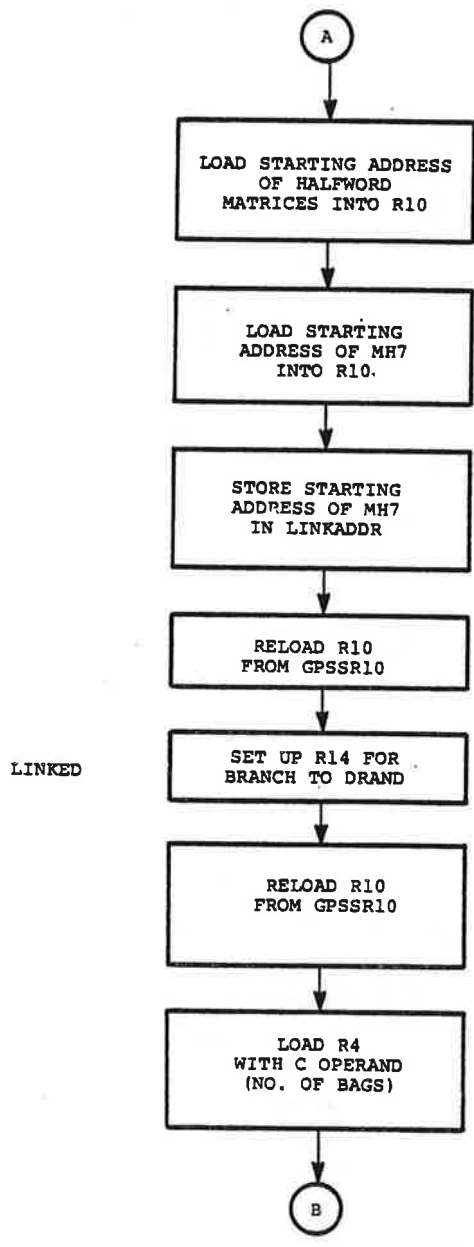 A
LOAD STARTING ADDRESS
OF HALFWORD
MATRICES INTO R10
LOAD STARTING
ADDRESS OF MH7
INTO R10.
STORE STARTING
ADDRESS OF MH7
IN LINKADDR
RELOAD R10
FROM GPSSR10
LINKED
SET UP R14 FOR
BRANCH TO DRAND
RELOAD R10
FROM GPSSR10
LOAD R4
WITH C OPERAND
(NO. OF BAGS)
B